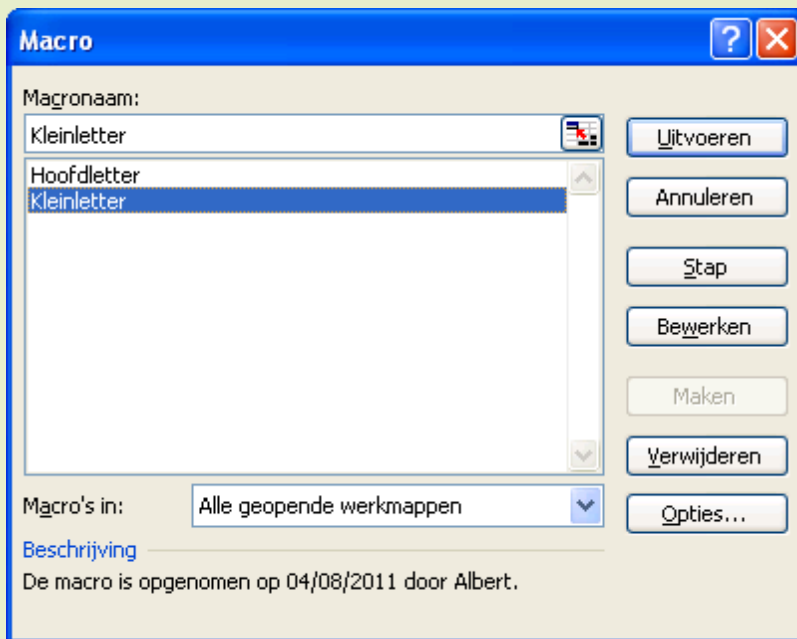 Macro
Macronaam:
Kleinletter
Hoofdletter
Kleinletter
Macro's in:
Alle geopende werkmappen
Beschrijving
De macro is opgenomen op 04/08/2011 door Albert.
Uitvoeren
Annuleren
Stap
Bewerken
Maken
Verwijderen
Opties...